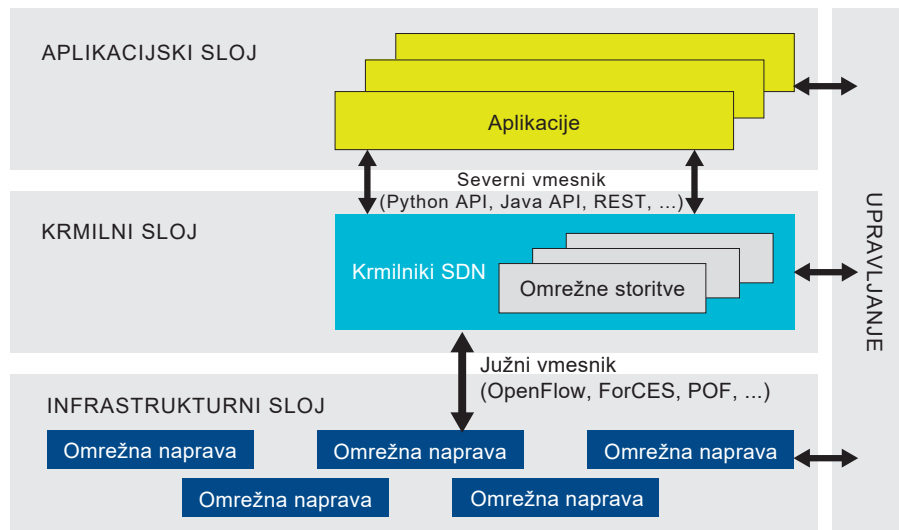 APLIKACIJSKI SLOJ
Aplikacije
Severni vmesnik
(Python API, Java API, REST, ...)
KRMILNI SLOJ
Krmilniki SDN
Omrežne storitve
Južni vmesnik
(OpenFlow, ForCES, POF, ...)
INFRASTRUKTURNI SLOJ
Omrežna naprava
Omrežna naprava
Omrežna naprava
Omrežna naprava
Omrežna naprava
UPRAVLJANJE